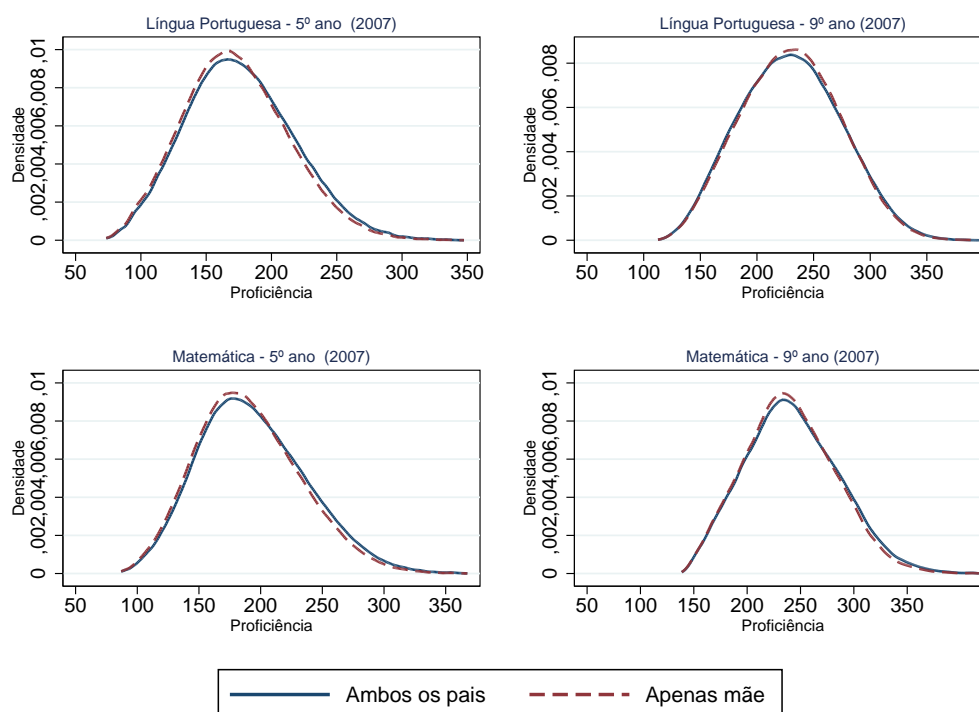 Língua Portuguesa - 5º ano  (2007)
Densidade
0 ,002,004,006,008 ,01
50 100 150 200 250 300 350
Proficiência
Língua Portuguesa - 9º ano (2007)
Densidade
0 ,002 ,004 ,006 ,008
50 100 150 200 250 300 350
Proficiência
Matemática - 5º ano  (2007)
Densidade
0 ,002,004,006,008 ,01
50 100 150 200 250 300 350
Proficiência
Matemática - 9º ano (2007)
Densidade
0 ,002,004,006,008 ,01
50 100 150 200 250 300 350
Proficiência
Ambos os pais Apenas mãe